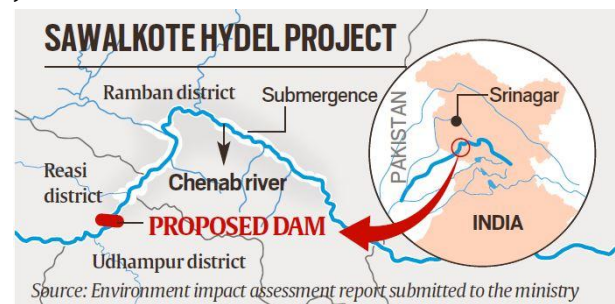 SAWALKOTE HYDEL PROJECT
Ramban district
Submergence
Srinagar
PAKISTAN
Reasi
district
Chenab river
PROPOSED DAM
INDIA
Udhampur district
Source: Environment impact assessment report submitted to the ministry